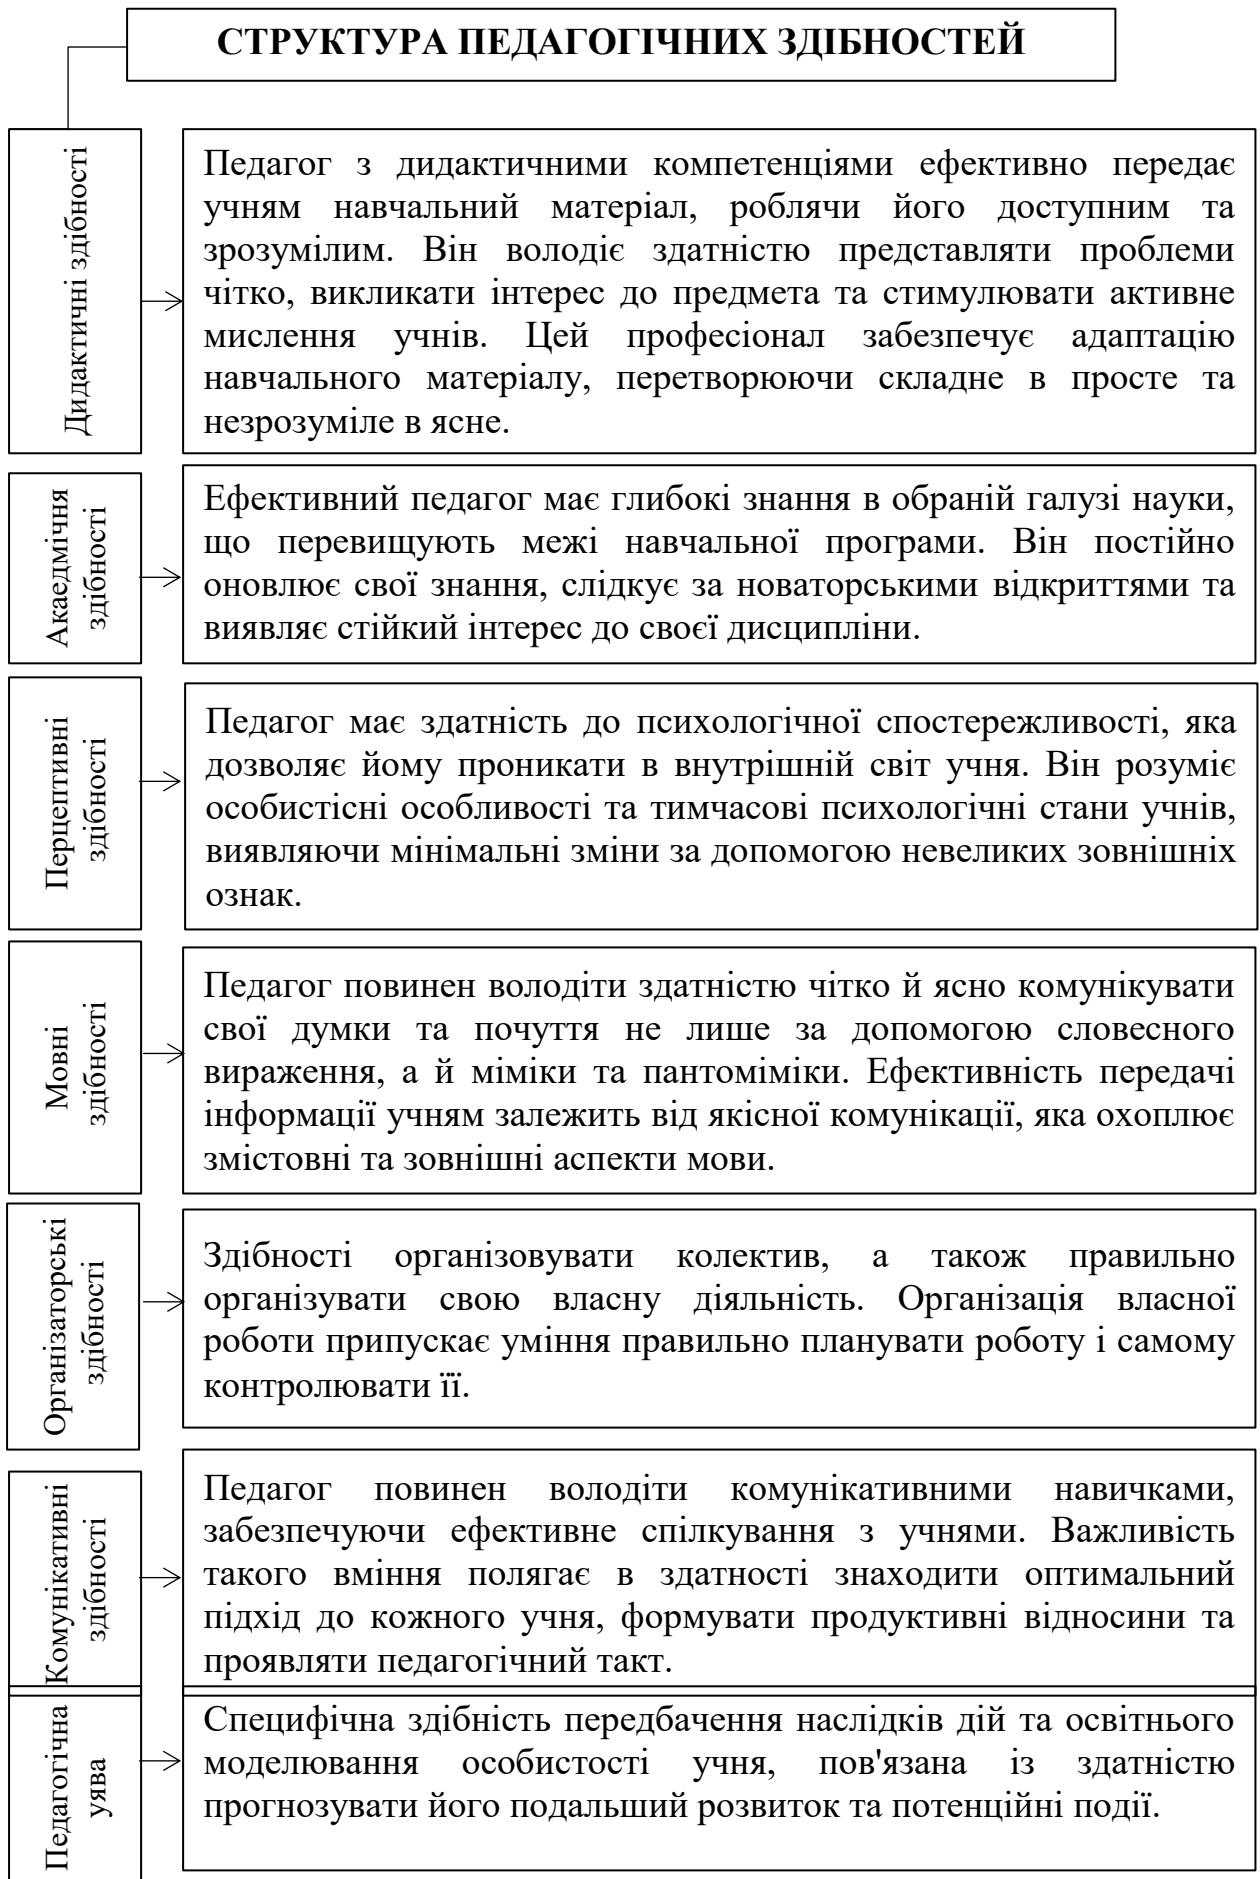 СТРУКТУРА ПЕДАГОГІЧНИХ ЗДІБНОСТЕЙ
Дидактичні здібності
Педагог з дидактичними компетенціями ефективно передає
учням навчальний матеріал, роблячи його доступним та
зрозумілим. Він володіє здатністю представляти проблеми
чітко, викликати інтерес до предмета та стимулювати активне
мислення учнів. Цей професіонал забезпечує адаптацію
навчального матеріалу, перетворюючи складне в просте та
незрозуміле в ясне.
Акаедмічня
здібності
Ефективний педагог має глибокі знання в обраній галузі науки,
що перевищують межі навчальної програми. Він постійно
оновлює свої знання, слідкує за новаторськими відкриттями та
виявляє стійкий інтерес до своєї дисципліни.
Перцептивні
здібності
Педагог має здатність до психологічної спостережливості, яка
дозволяє йому проникати в внутрішній світ учня. Він розуміє
особистісні особливості та тимчасові психологічні стани учнів,
виявляючи мінімальні зміни за допомогою невеликих зовнішніх
ознак.
Мовні
здібності
Педагог повинен володіти здатністю чітко й ясно комунікувати
свої думки та почуття не лише за допомогою словесного
вираження, а й міміки та пантоміміки. Ефективність передачі
інформації учням залежить від якісної комунікації, яка охоплює
змістовні та зовнішні аспекти мови.
Організаторські
здібності
Здібності організовувати колектив, а також правильно
організувати свою власну діяльність. Організація власної
роботи припускає уміння правильно планувати роботу і самому
контролювати її.
Комунікативні
здібності
Педагог повинен володіти комунікативними навичками,
забезпечуючи ефективне спілкування з учнями. Важливість
такого вміння полягає в здатності знаходити оптимальний
підхід до кожного учня, формувати продуктивні відносини та
проявляти педагогічний такт.
Педагогічна
уява
Специфічна здібність передбачення наслідків дій та освітнього
моделювання особистості учня, пов'язана із здатністю
прогнозувати його подальший розвиток та потенційні події.